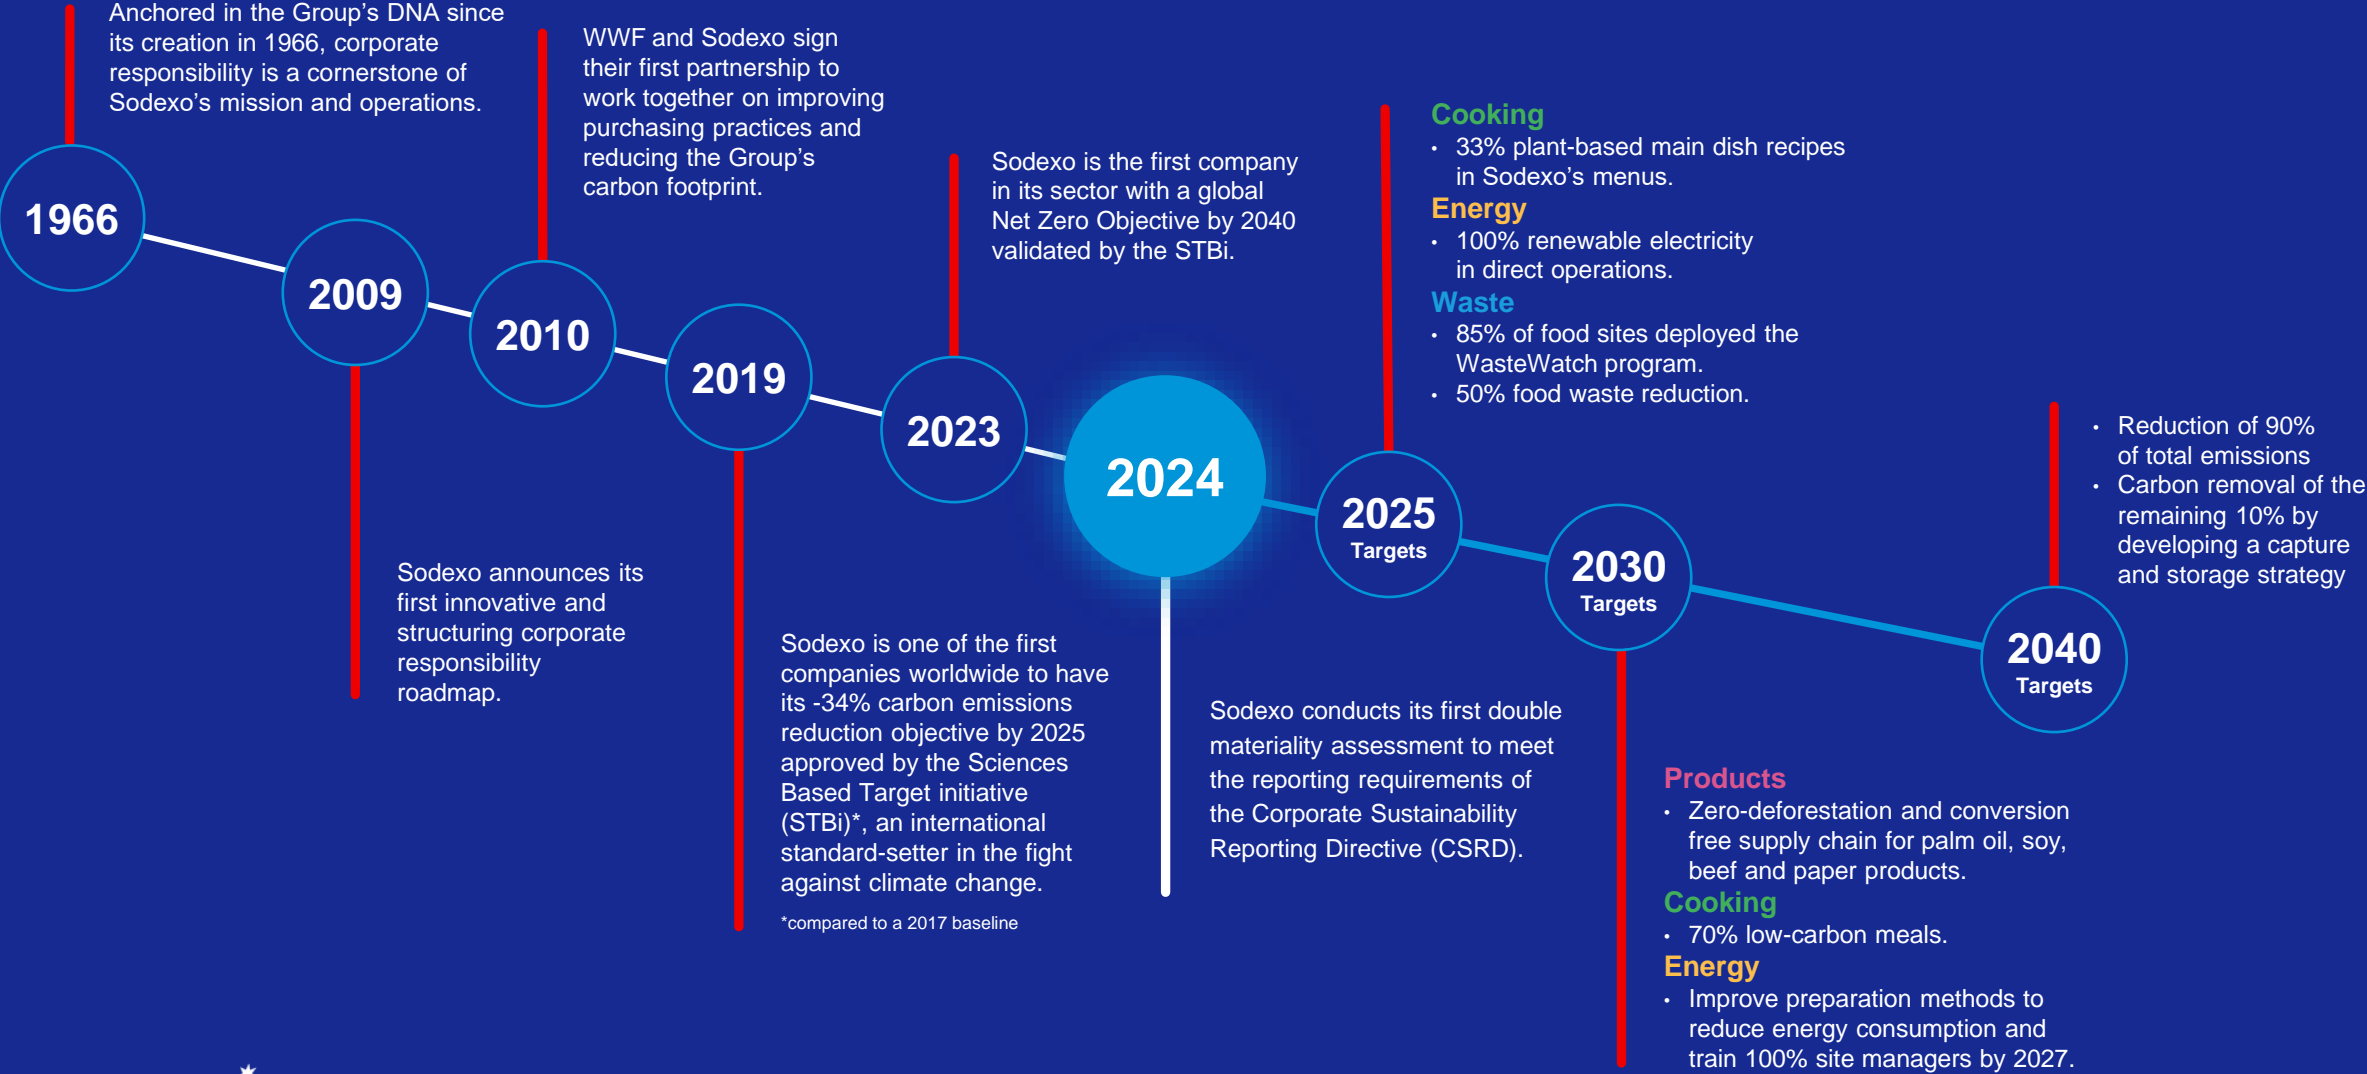 Anchored in the Group’s DNA since
its creation in 1966, corporate
responsibility is a cornerstone of
Sodexo’s mission and operations.
1966
2009
Sodexo announces its
first innovative and
structuring corporate
responsibility
roadmap.
WWF and Sodexo sign
their first partnership to
work together on improving
purchasing practices and
reducing the Group’s
carbon footprint.
2010
2019
Sodexo is one of the first
companies worldwide to have
its -34% carbon emissions
reduction objective by 2025
approved by the Sciences
Based Target initiative
(STBi)*, an international
standard-setter in the fight
against climate change.
*compared to a 2017 baseline
Sodexo is the first company
in its sector with a global
Net Zero Objective by 2040
validated by the STBi.
2023
2024
Sodexo conducts its first double
materiality assessment to meet
the reporting requirements of
the Corporate Sustainability
Reporting Directive (CSRD).
Cooking
• 33% plant-based main dish recipes
in Sodexo’s menus.
Energy
• 100% renewable electricity
in direct operations.
Waste
• 85% of food sites deployed the
WasteWatch program.
• 50% food waste reduction.
2025
Targets
2030
Targets
Products
• Zero-deforestation and conversion
free supply chain for palm oil, soy,
beef and paper products.
Cooking
• 70% low-carbon meals.
Energy
• Improve preparation methods to
reduce energy consumption and
train 100% site managers by 2027.
• Reduction of 90%
of total emissions
• Carbon removal of the
remaining 10% by
developing a capture
and storage strategy
2040
Targets